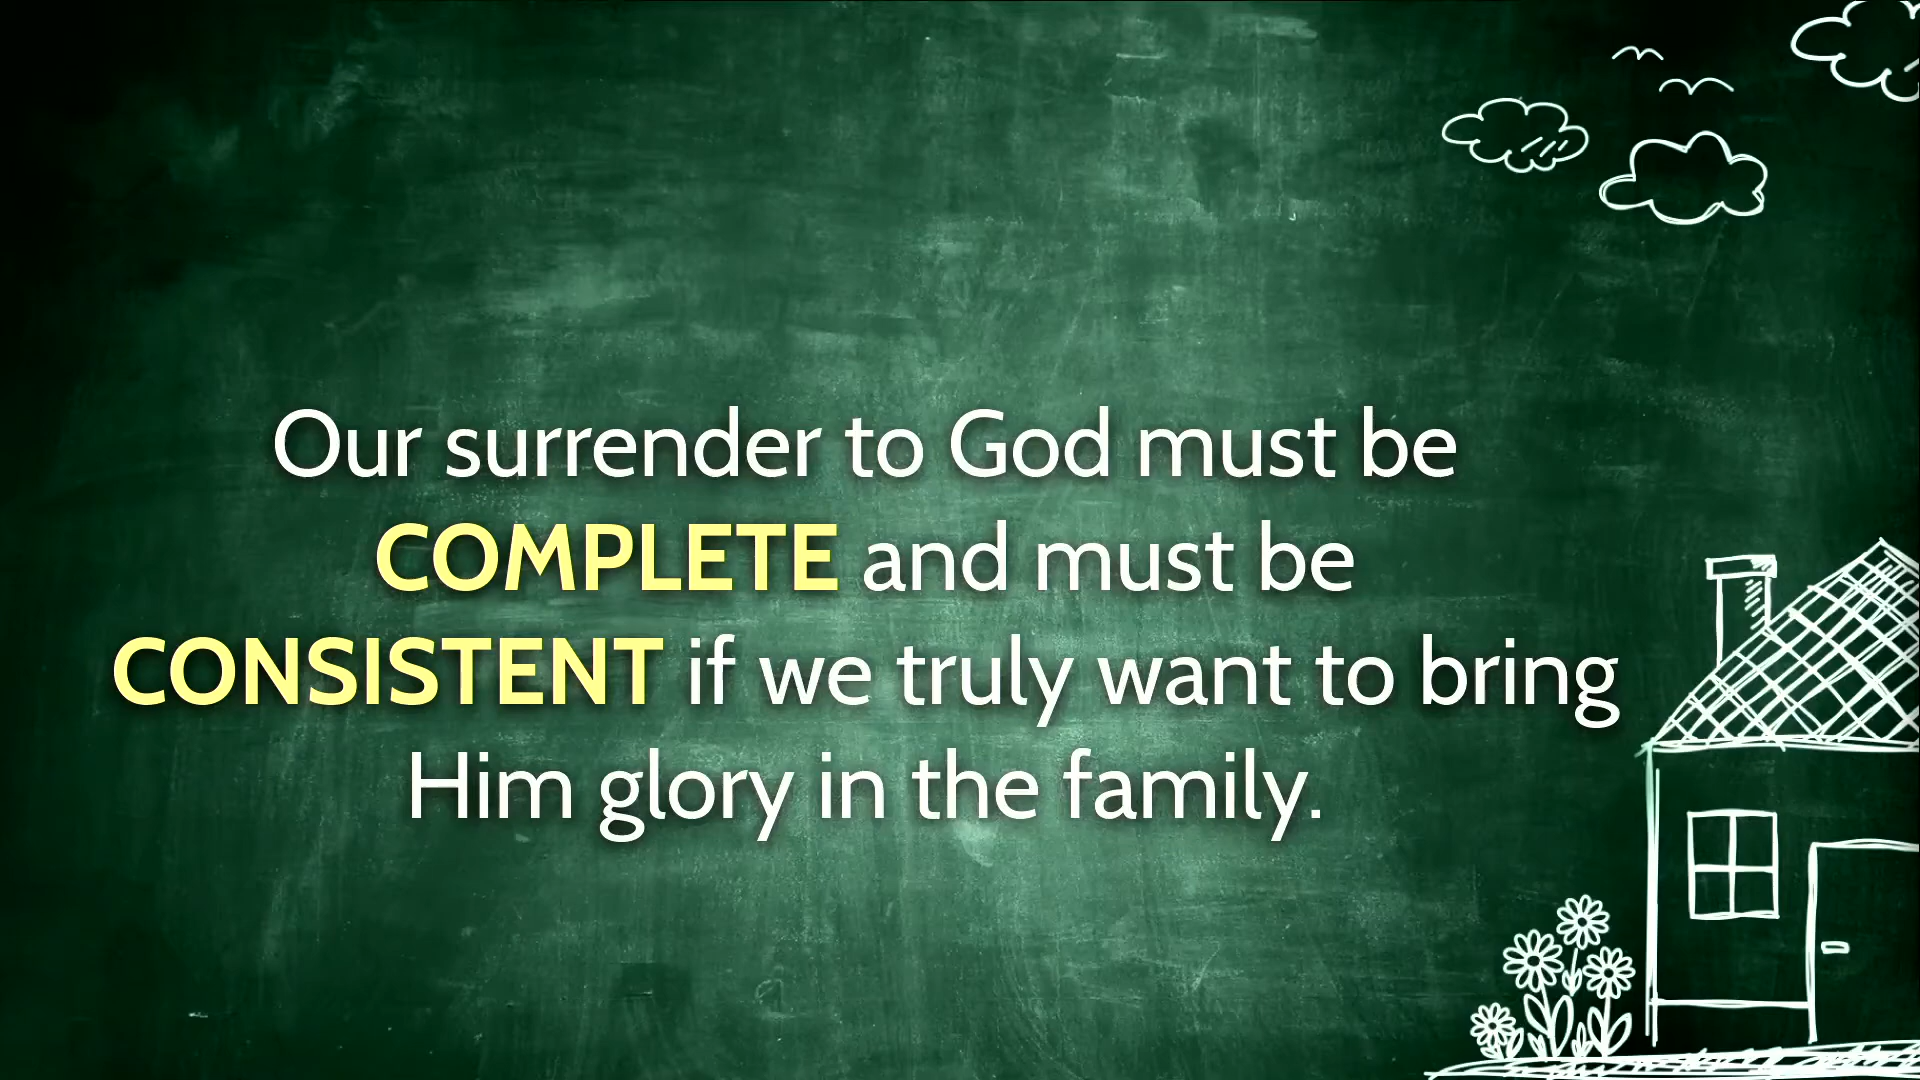 Our surrender to God must be
COMPLETE and must be
CONSISTENT if we truly want to bring
Him glory in the family.